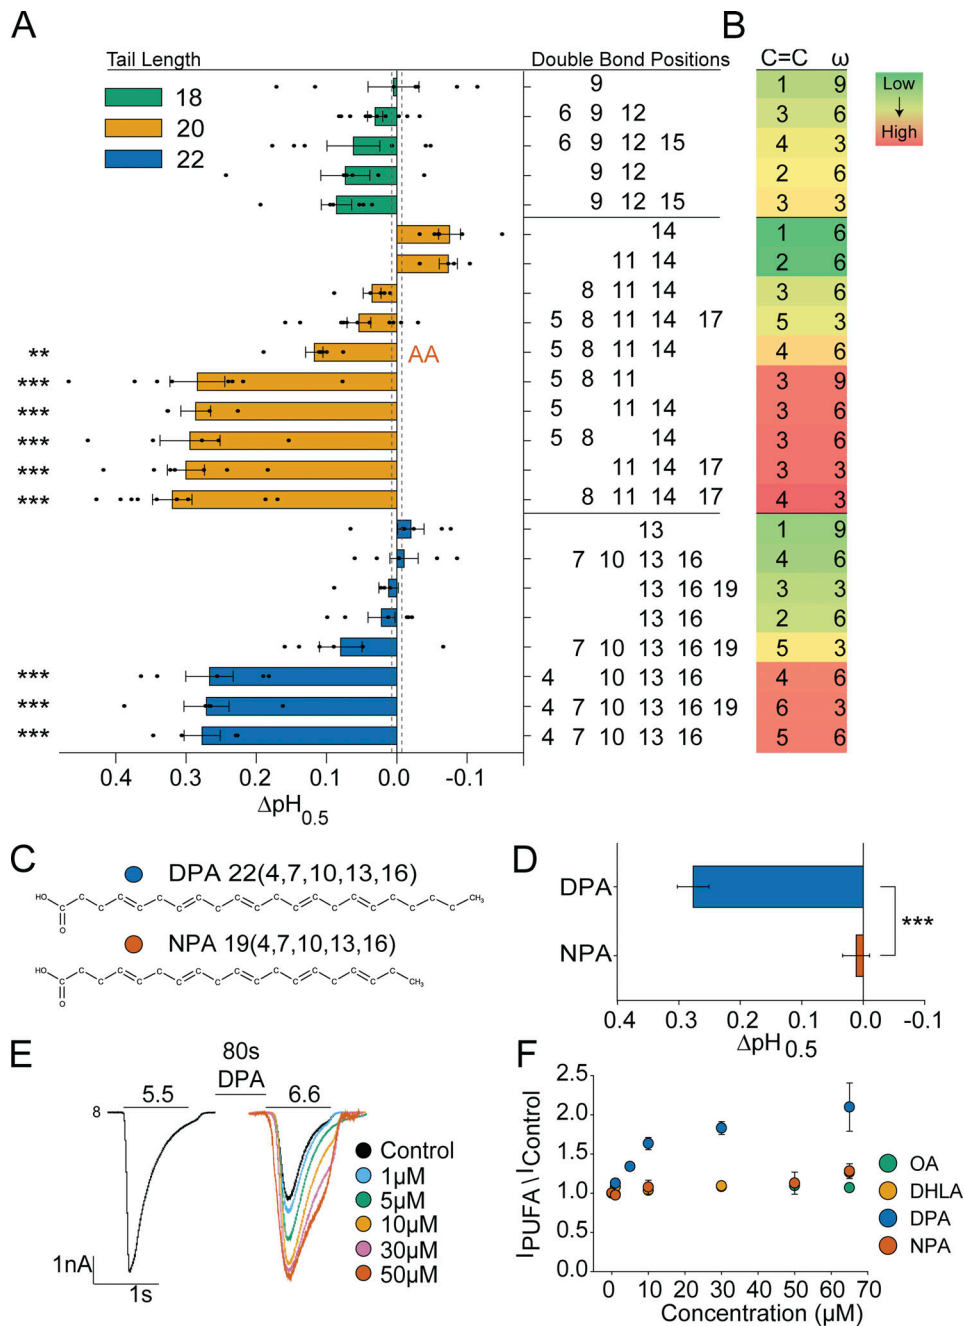 A
B
Tail Length
Double Bond Positions
C=C ω
18
20
22
Low
High
9
1 9
6 9 12
3 6
6 9 12 15
4 3
9 12
2 6
9 12 15
3 3
14
1 6
11 14
2 6
8 11 14
3 6
5 8 11 14 17
5 3
** AA 5 8 11 14
4 6
*** 5 8 11
3 9
*** 5 11 14
3 6
*** 5 8 14
3 6
*** 11 14 17
3 3
*** 8 11 14 17
4 3
13
1 9
7 10 13 16
4 6
13 16 19
3 3
13 16
2 6
7 10 13 16 19
5 3
*** 4 10 13 16
4 6
*** 4 7 10 13 16 19
6 3
*** 4 7 10 13 16
5 6
0.4 0.3 0.2 0.1 0.0 -0.1
ΔpH0.5
C
DPA 22(4,7,10,13,16)
HO
O
CH3
NPA 19(4,7,10,13,16)
HO
O
CH3
D
DPA
NPA
***
0.4 0.3 0.2 0.1 0.0 -0.1
ΔpH0.5
E
80s
DPA
5.5
6.6
8
Control
1μM
5μM
10μM
30μM
50μM
1nA
1s
F
IPUFA \ IControl
2.5
2.0
1.5
1.0
0.5
0.0
0 10 20 30 40 50 60 70
Concentration (μM)
OA
DHLA
DPA
NPA